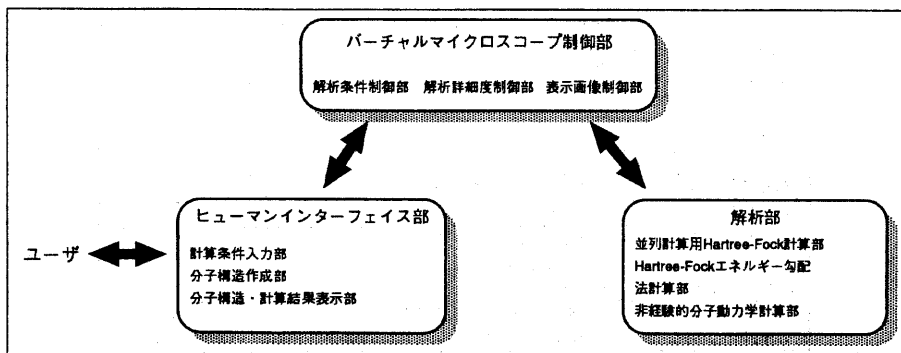 バーチャルマイクロスコープ制御部
解析条件制御部 解析詳細度制御部 表示画像制御部
ユーザ
ヒューマンインターフェイス部
計算条件入力部
分子構造作成部
分子構造・計算結果表示部
解析部
並列計算用Hartree-Fock計算部
Hartree-Fockエネルギー勾配
法計算部
非経験的分子動力学計算部